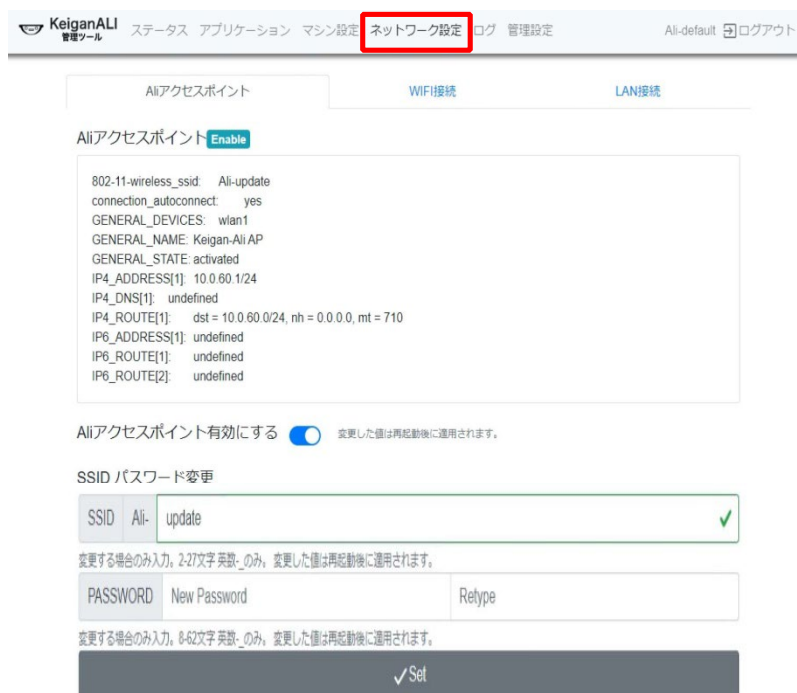 KeiganALI
管理ツール
ステータス アプリケーション マシン設定 ネットワーク設定 ログ 管理設定 Ali-default ログアウト
Aliアクセスポイント WIFI接続 LAN接続
Aliアクセスポイント Enable
802-11-wireless_ssid: Ali-update
connection_autoconnect: yes
GENERAL_DEVICES: wlan1
GENERAL_NAME: Keigan-Ali AP
GENERAL_STATE: activated
IP4_ADDRESS[1]: 10.0.60.1/24
IP4_DNS[1]: undefined
IP4_ROUTE[1]: dst = 10.0.60.0/24, nh = 0.0.0.0, mt = 710
IP6_ADDRESS[1]: undefined
IP6_ROUTE[1]: undefined
IP6_ROUTE[2]: undefined
Aliアクセスポイント有効にする 変更した値は再起動後に適用されます。
SSID パスワード変更
SSID Ali- update
変更する場合のみ入力。2-27文字 英数-_のみ。変更した値は再起動後に適用されます。
PASSWORD New Password Retype
変更する場合のみ入力。8-62文字 英数-_のみ。変更した値は再起動後に適用されます。
✓Set